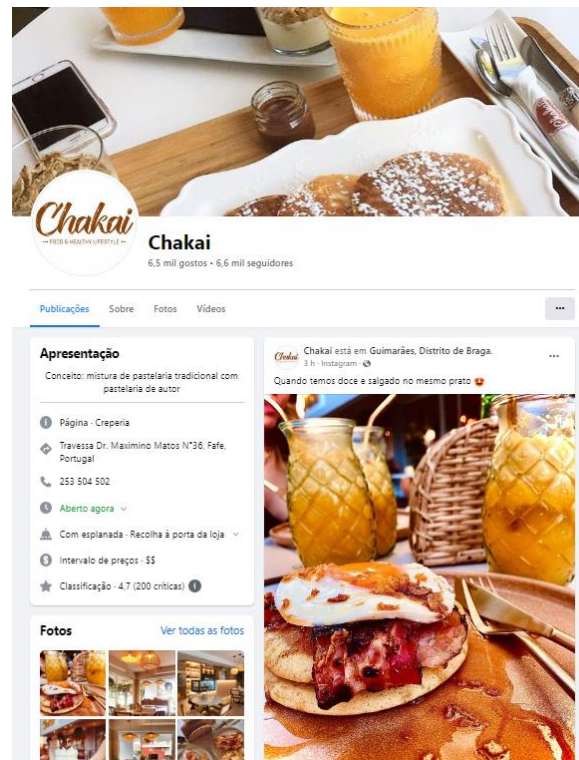 Chakai
FOOD & HEALTHY LIFESTYLE
Chakai
6,5 mil gostos • 6,6 mil seguidores
Publicações Sobre Fotos Vídeos
Apresentação
Conceito: mistura de pastelaria tradicional com
pastelaria de autor
Página · Creperia
Travessa Dr. Maximino Matos N°36, Fafe,
Portugal
253 504 502
Aberto agora
Com esplanada · Recolha à porta da loja
Intervalo de preços · $$
Classificação · 4,7 (200 críticas)
Fotos Ver todas as fotos
Chakai
Chakai está em Guimarães, Distrito de Braga.
3 h · Instagram ·
Quando temos doce e salgado no mesmo prato 😍